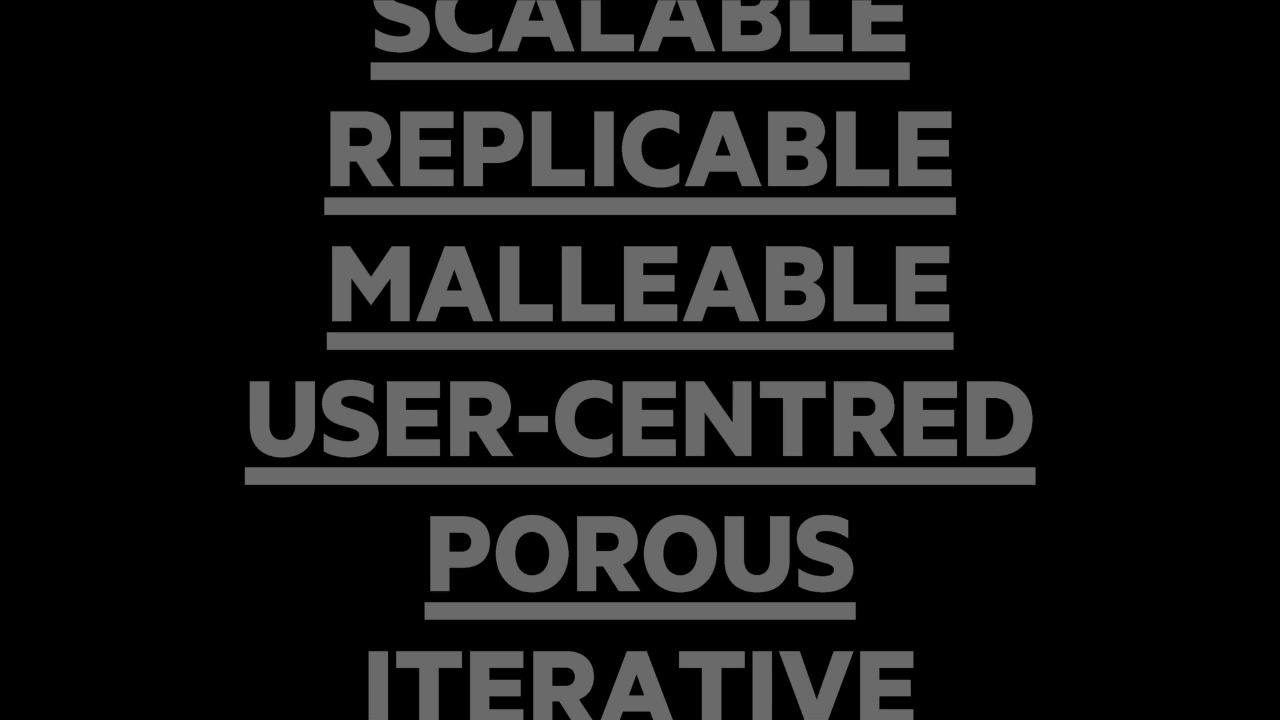 SCALABLE
REPLICABLE
MALLEABLE
USER-CENTRED
POROUS
ITERATIVE